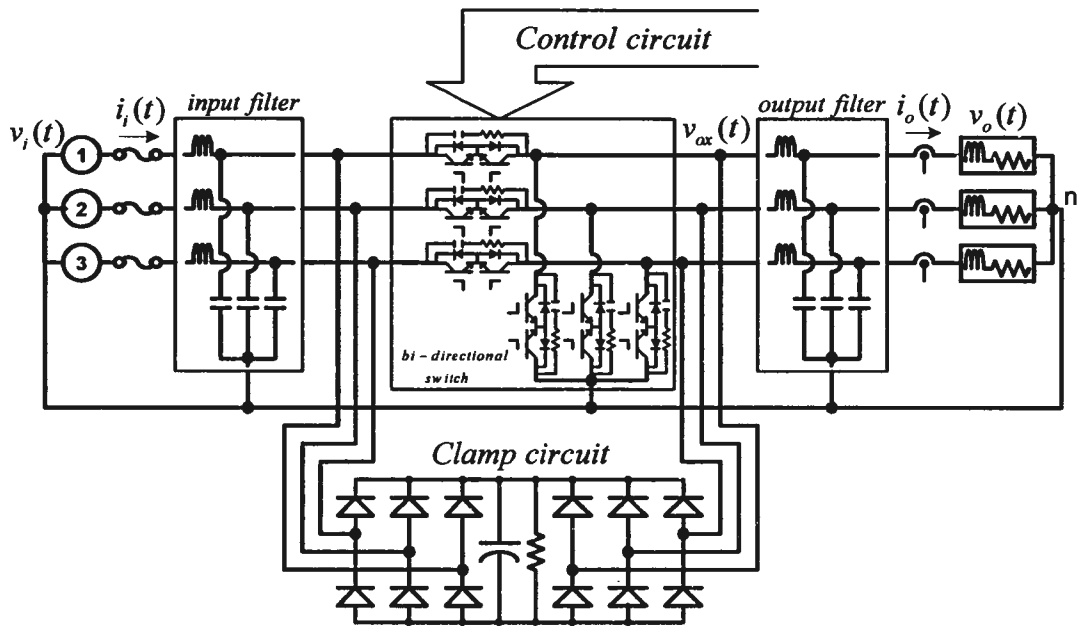 Control circuit
i_i(t)
input filter
output filter
i_o(t)
v_o(t)
v_i(t)
v_ox(t)
1
2
3
n
bi - directional
switch
Clamp circuit